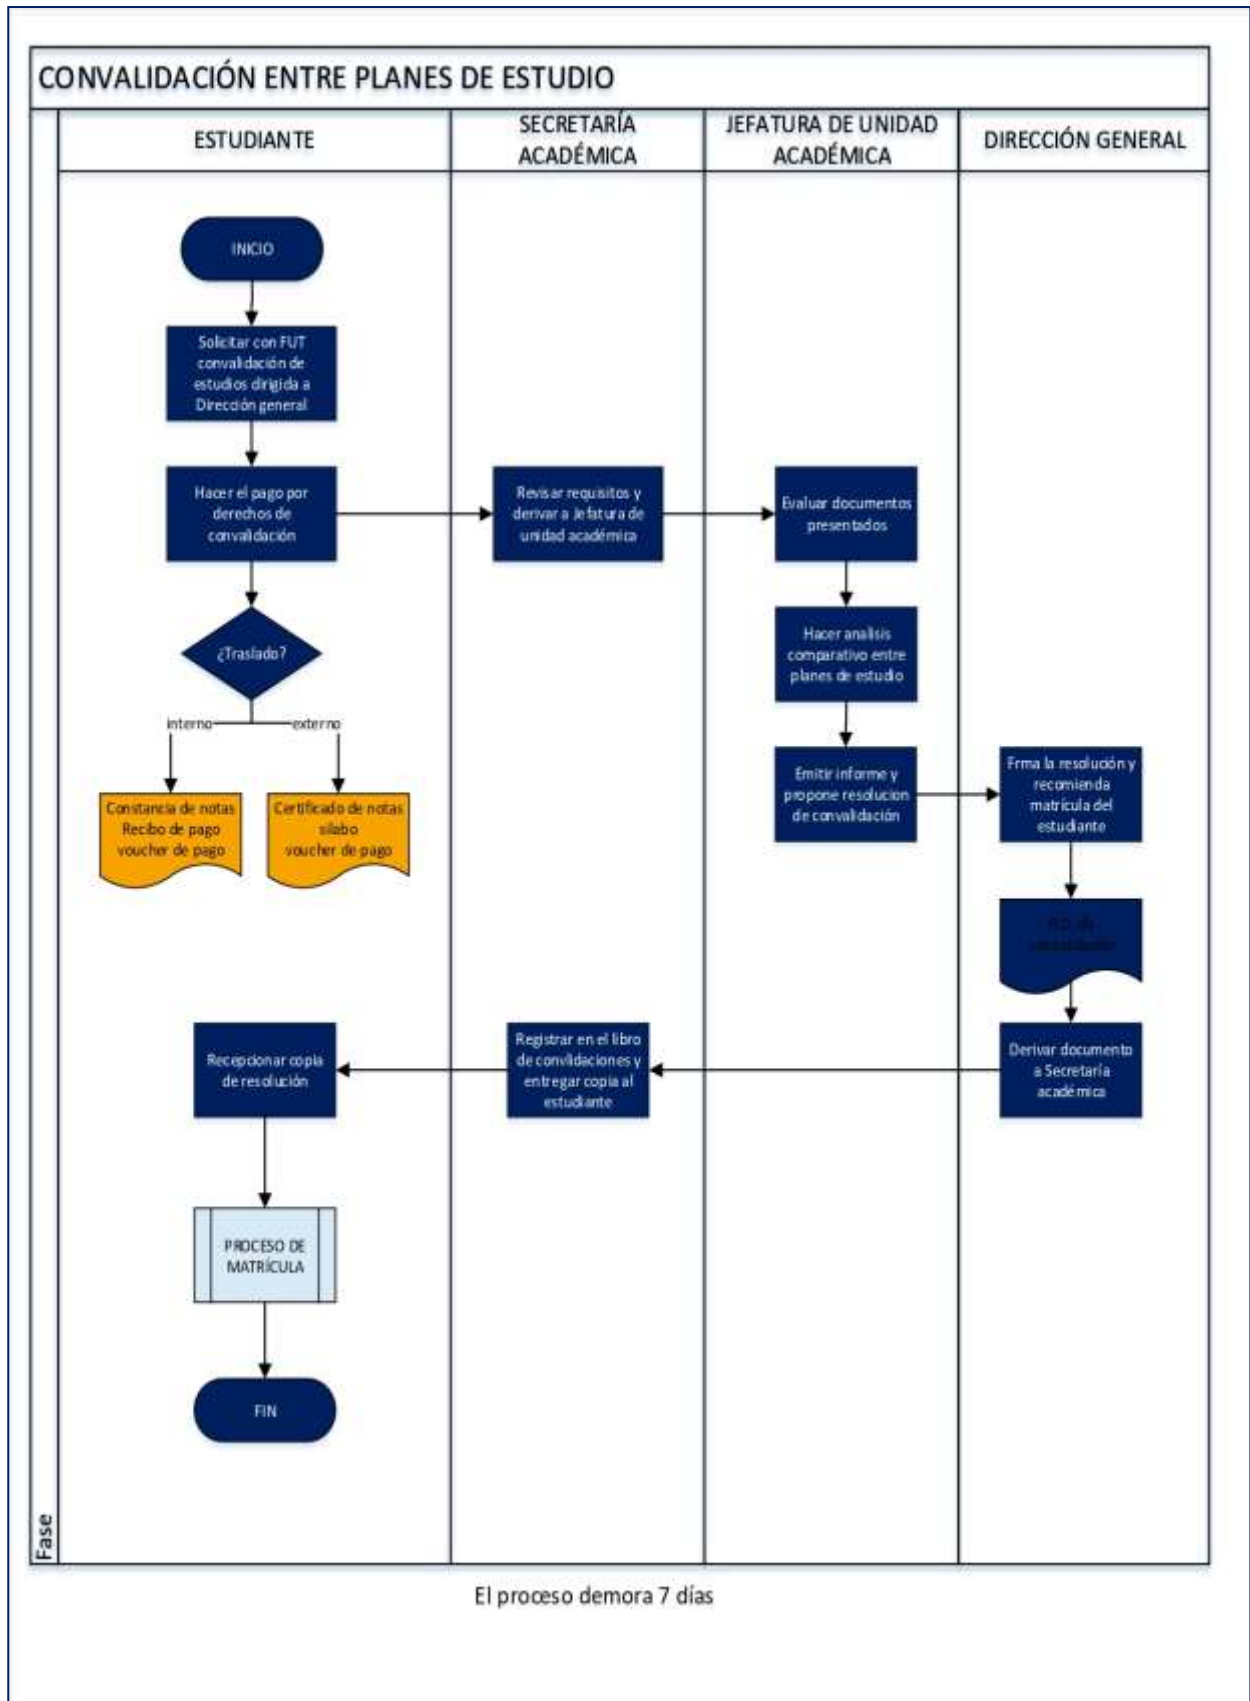 CONVALIDACIÓN ENTRE PLANES DE ESTUDIO
Fase
ESTUDIANTE
SECRETARÍA
ACADÉMICA
JEFATURA DE UNIDAD
ACADÉMICA
DIRECCIÓN GENERAL
INICIO
Solicitar con FUT
convalidación de
estudios dirigida a
Dirección general
Hacer el pago por
derechos de
convalidación
Revisar requisitos y
derivar a Jefatura de
unidad académica
Evaluar documentos
presentados
¿Traslado?
Hacer analisis
comparativo entre
planes de estudio
interno
externo
Constancia de notas
Recibo de pago
voucher de pago
Certificado de notas
silabo
voucher de pago
Emitir informe y
propone resolucion
de convalidación
Frma la resolución y
recomienda
matrícula del
estudiante
Derivar documento
a Secretaría
académica
Registrar en el libro
de convlidaciones y
entregar copia al
estudiante
Recepcionar copia
de resolución
PROCESO DE
MATRÍCULA
FIN
El proceso demora 7 días